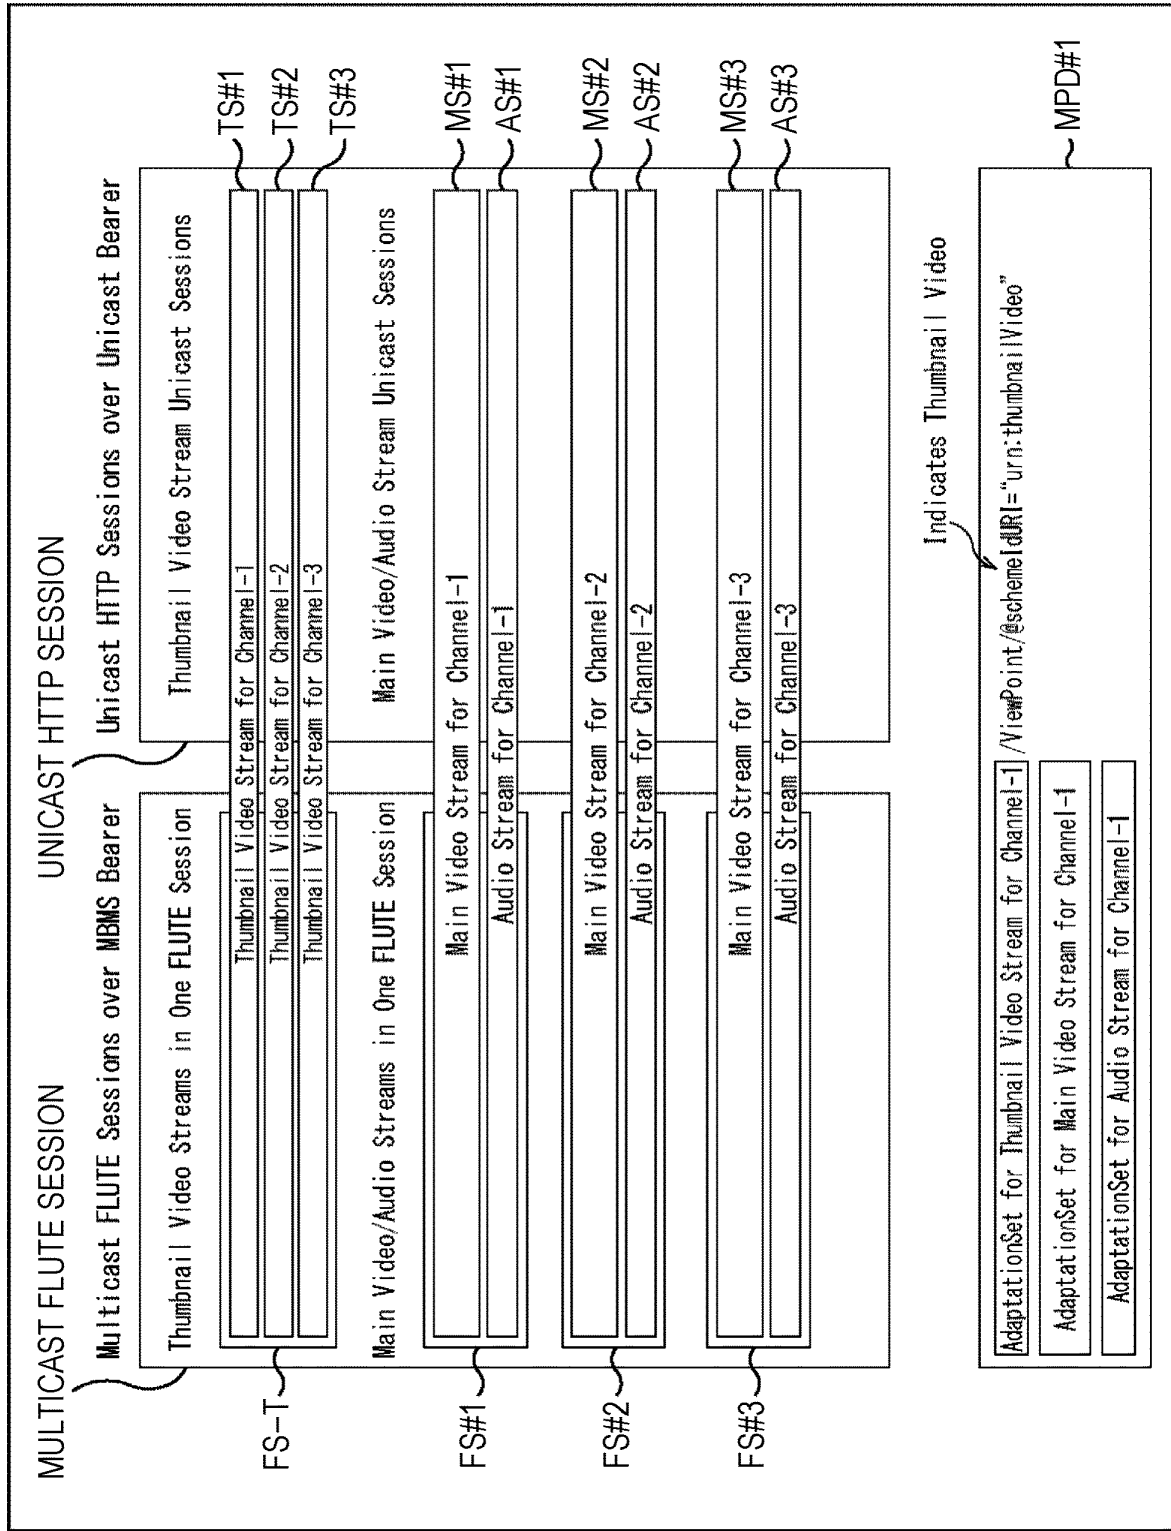 MULTICAST FLUTE SESSION
UNICAST HTTP SESSION
Multicast FLUTE Sessions over MBMS Bearer
Unicast HTTP Sessions over Unicast Bearer
Thumbnail Video Streams in One FLUTE Session
Thumbnail Video Stream Unicast Sessions
FS-T
Thumbnail Video Stream for Channel-1
TS#1
Thumbnail Video Stream for Channel-2
TS#2
Thumbnail Video Stream for Channel-3
TS#3
Main Video/Audio Streams in One FLUTE Session
Main Video/Audio Stream Unicast Sessions
FS#1
Main Video Stream for Channel-1
MS#1
Audio Stream for Channel-1
AS#1
FS#2
Main Video Stream for Channel-2
MS#2
Audio Stream for Channel-2
AS#2
FS#3
Main Video Stream for Channel-3
MS#3
Audio Stream for Channel-3
AS#3
Indicates Thumbnail Video
AdaptationSet for Thumbnail Video Stream for Channel-1 /ViewPoint/@schemeIdURI="urn:thumbnailVideo"
MPD#1
AdaptationSet for Main Video Stream for Channel-1
AdaptationSet for Audio Stream for Channel-1